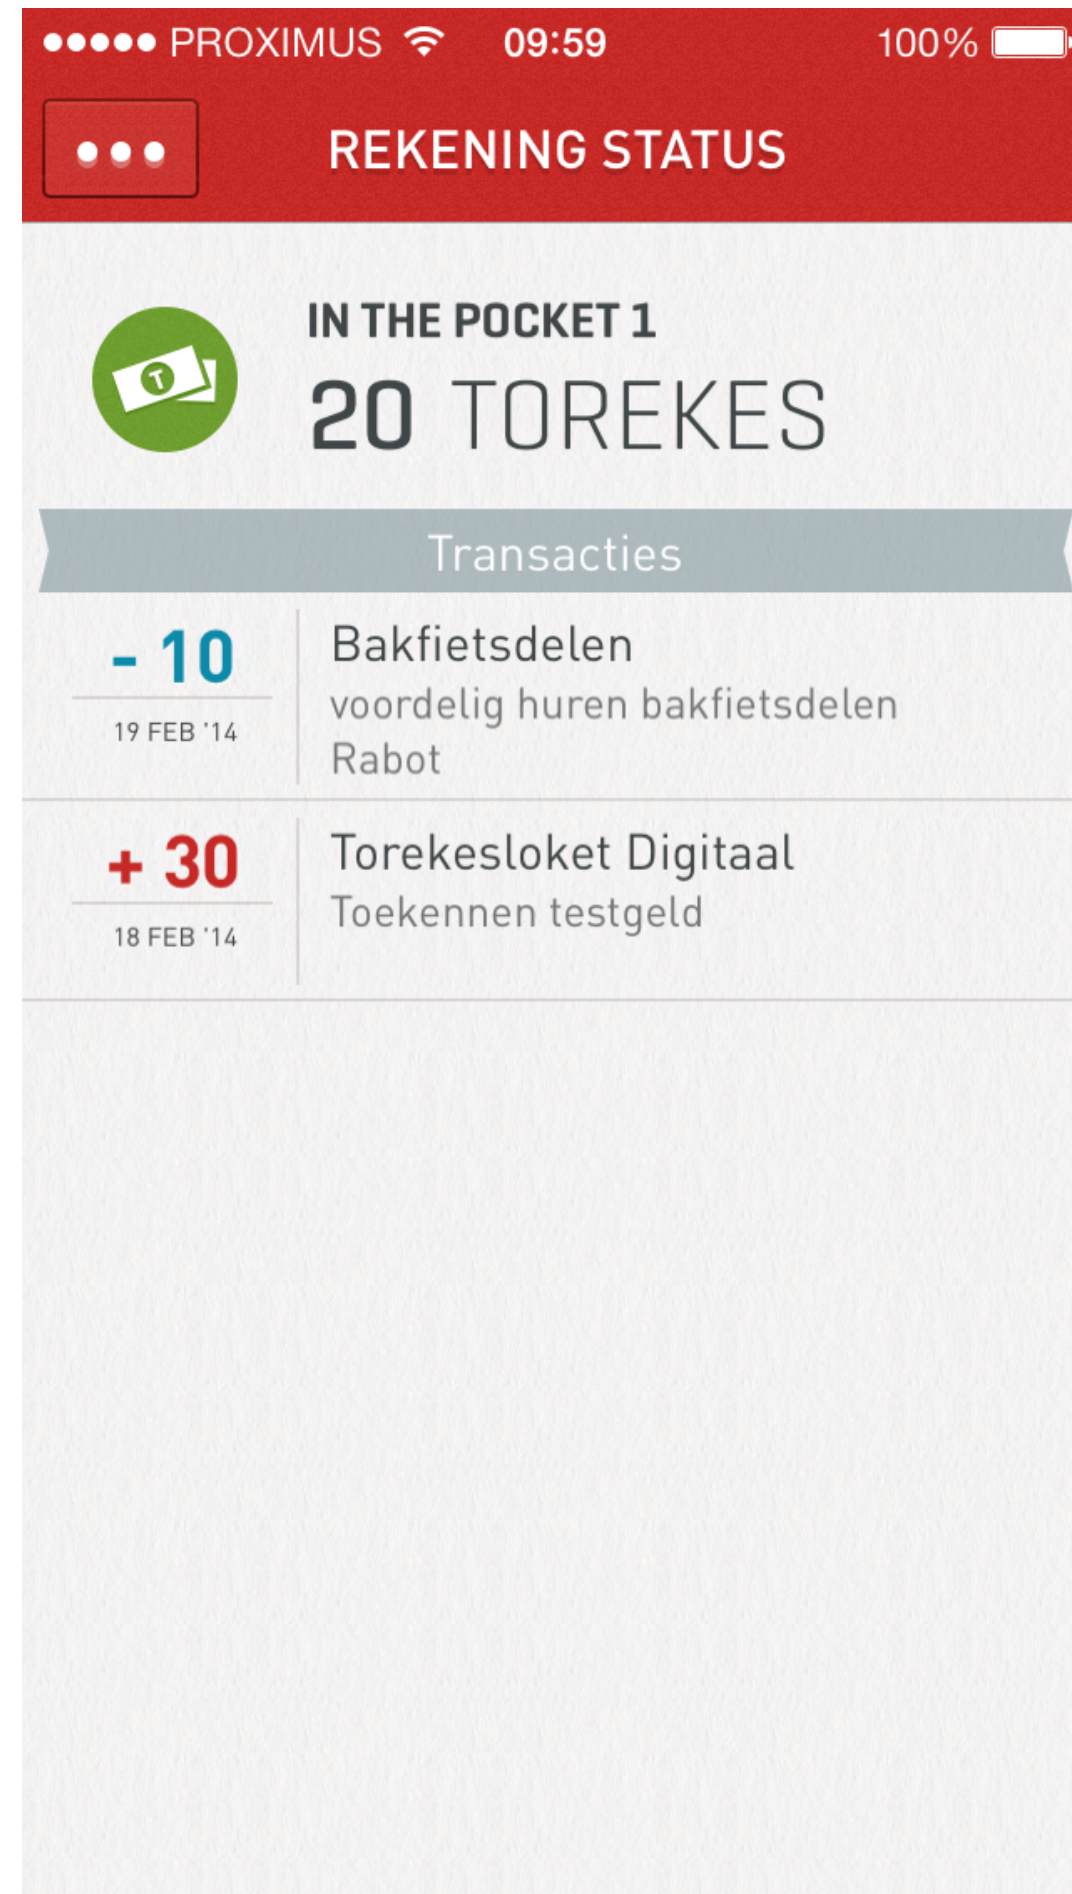 PROXIMUS 09:59 100%
REKENING STATUS
IN THE POCKET 1
T
20 TOREKES
Transacties
- 10
Bakfietsdelen
voordelig huren bakfietsdelen
19 FEB '14
Rabot
+ 30
Torekesloket Digitaal
Toekennen testgeld
18 FEB '14